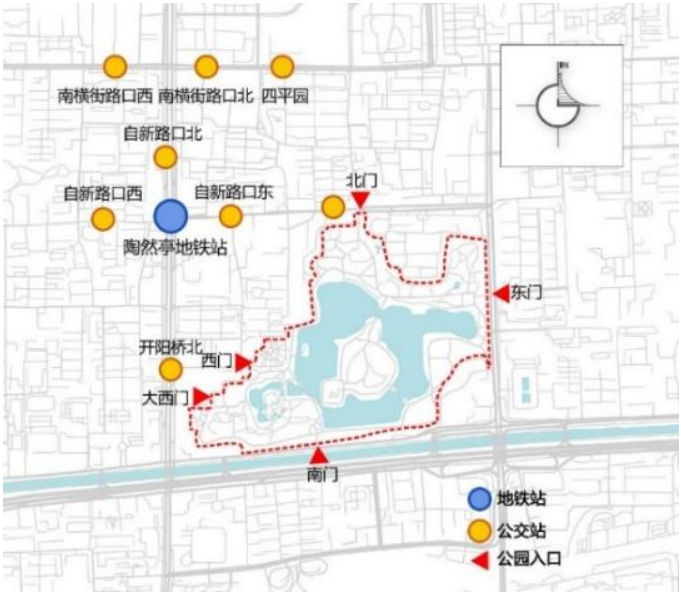 N
南横街路口西
南横街路口北
四平园
自新路口北
自新路口西
自新路口东
北门
陶然亭地铁站
东门
开阳桥北
西门
大西门
南门
地铁站
公交站
公园入口